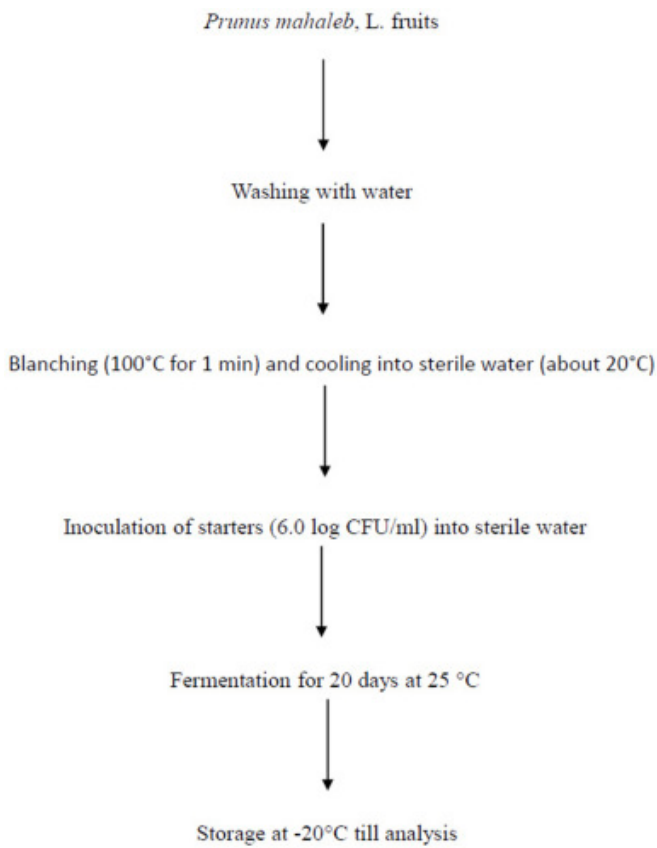 Prunus mahaleb, L. fruits
Washing with water
Blanching (100°C for 1 min) and cooling into sterile water (about 20°C)
Inoculation of starters (6.0 log CFU/ml) into sterile water
Fermentation for 20 days at 25 °C
Storage at -20°C till analysis